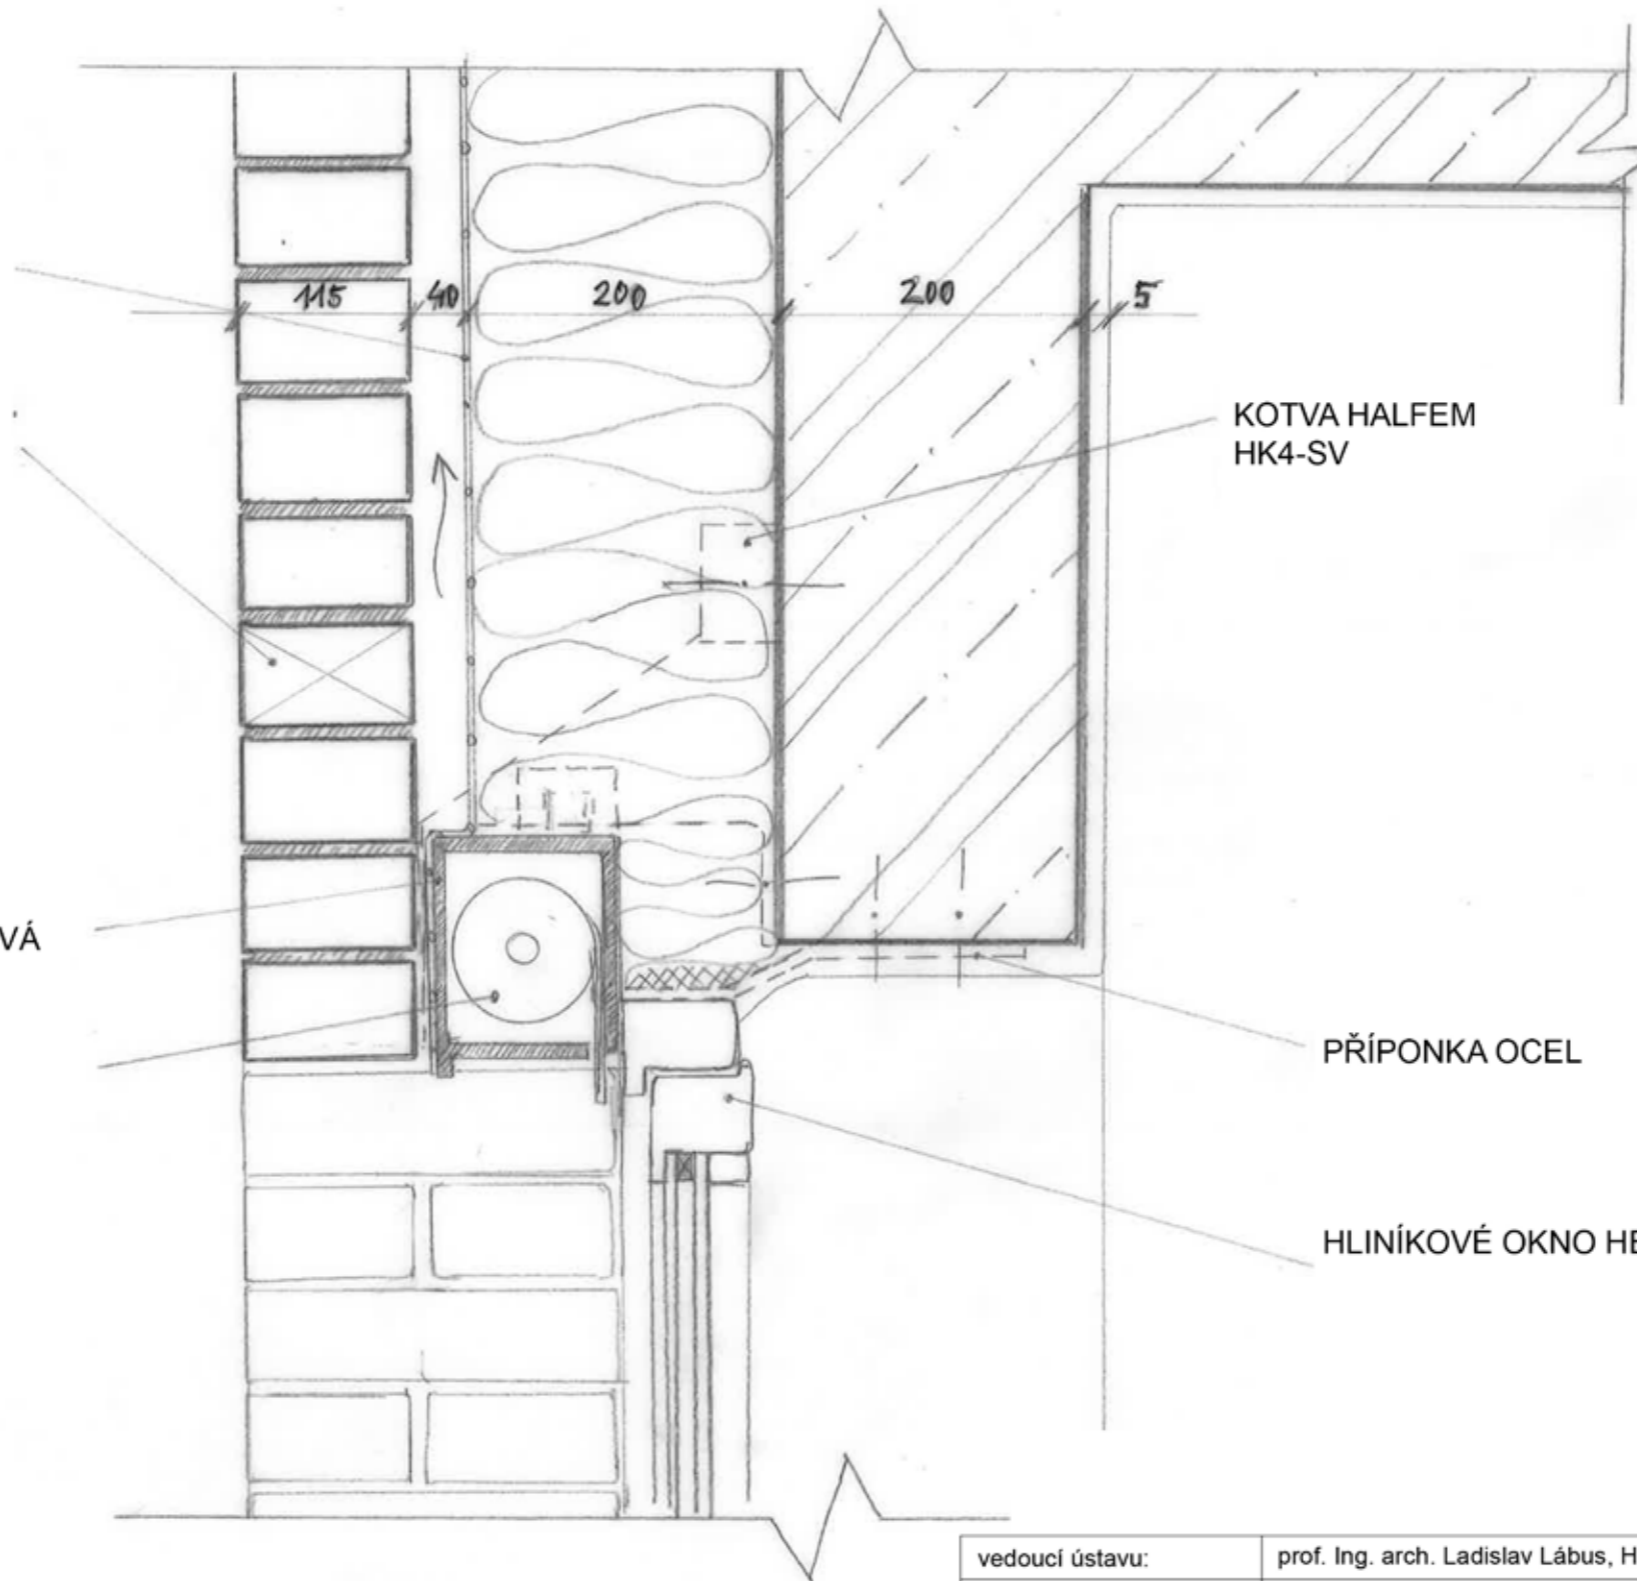 115 40 200 200 5
KOTVA HALFEM
HK4-SV
VÁ
PŘÍPONKA OCEL
HLINÍKOVÉ OKNO HE
vedoucí ústavu: prof. Ing. arch. Ladislav Lábus, H